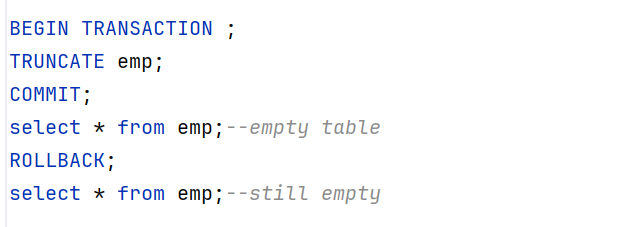 BEGIN TRANSACTION ;
TRUNCATE emp;
COMMIT;
select * from emp;--empty table
ROLLBACK;
select * from emp;--still empty